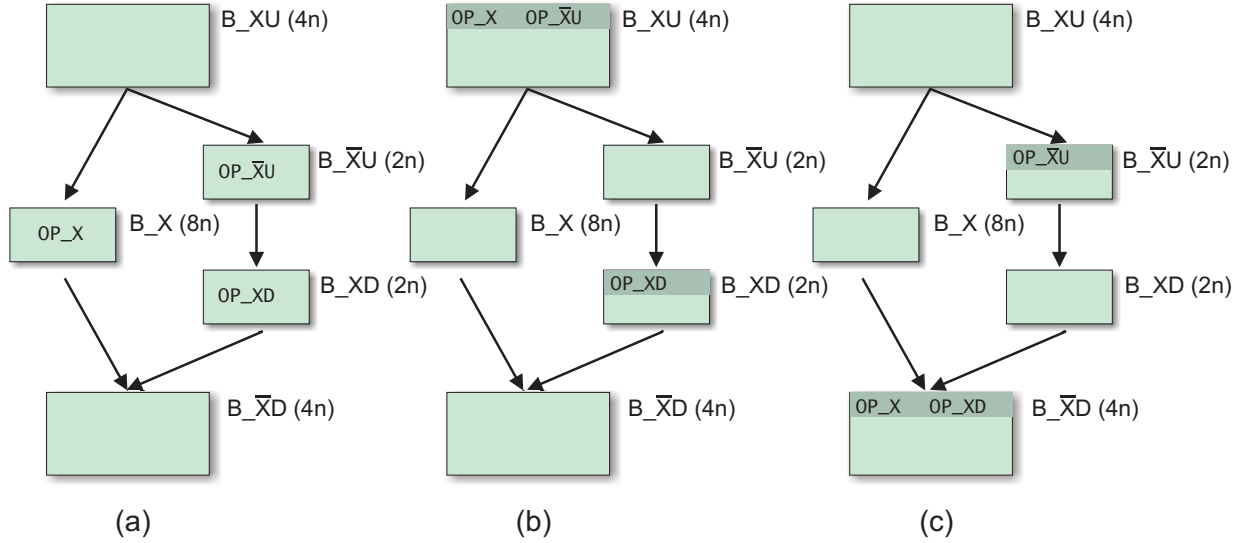 B_XU (4n)
OP_X̅U
B_X̅U (2n)
OP_X
B_X (8n)
OP_XD
B_XD (2n)
B_X̅D (4n)
(a)
OP_X OP_X̅U
B_XU (4n)
B_X̅U (2n)
B_X (8n)
OP_XD
B_XD (2n)
B_X̅D (4n)
(b)
B_XU (4n)
OP_X̅U
B_X̅U (2n)
B_X (8n)
B_XD (2n)
OP_X OP_XD
B_X̅D (4n)
(c)